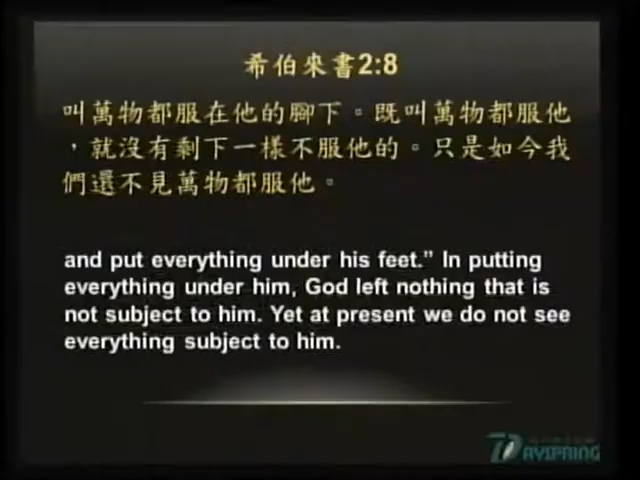 希伯來書2:8
叫萬物都服在他的腳下。既叫萬物都服他
，就沒有剩下一樣不服他的。只是如今我
們還不見萬物都服他。
and put everything under his feet.” In putting
everything under him, God left nothing that is
not subject to him. Yet at present we do not see
everything subject to him.
DAYSPRING